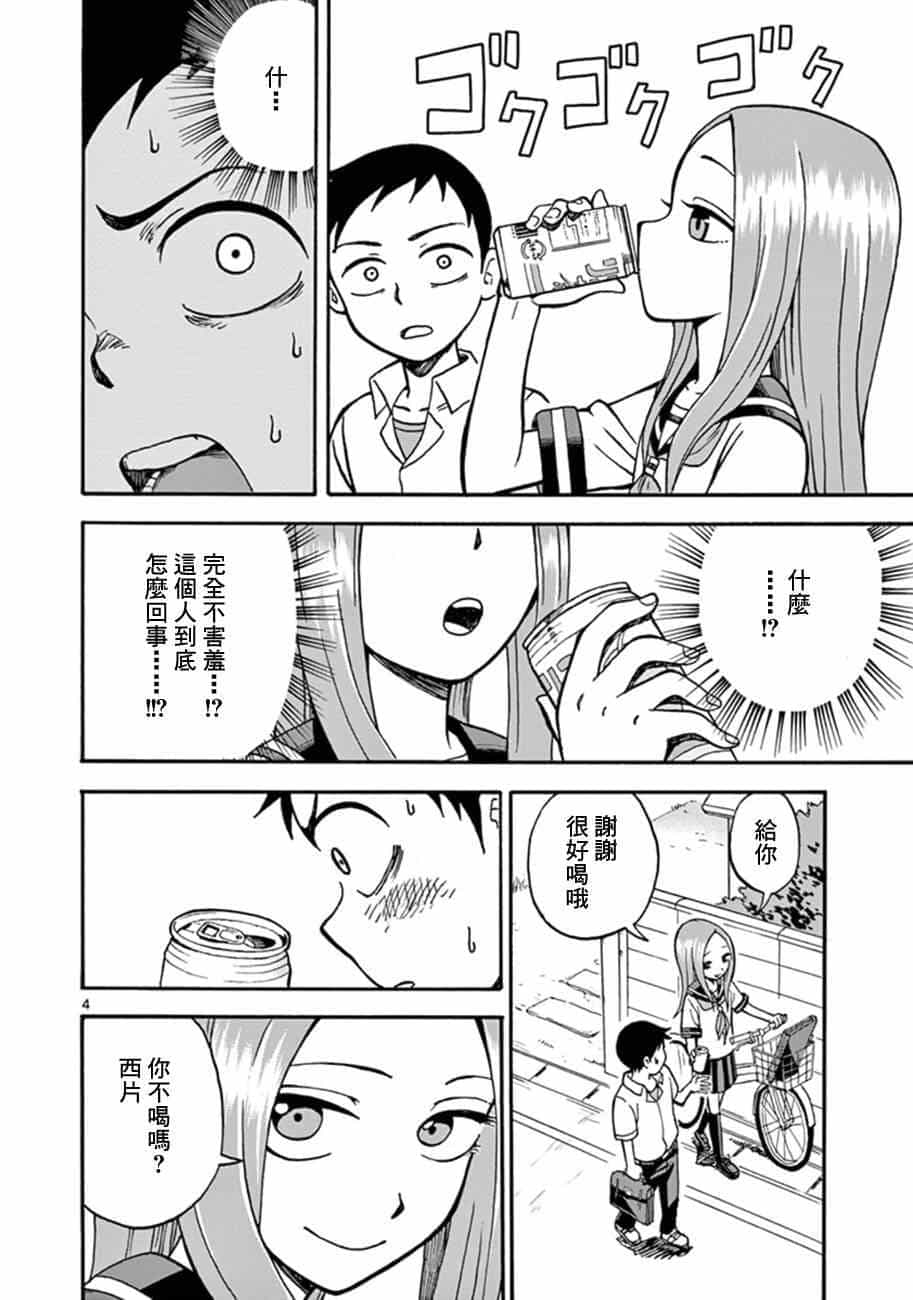 ゴクゴクゴク
什…
什麼
……!?
完全不害羞…!?
這個人到底
怎麼回事……!!?
給你
謝謝
很好喝哦
4
你不喝嗎?
西片